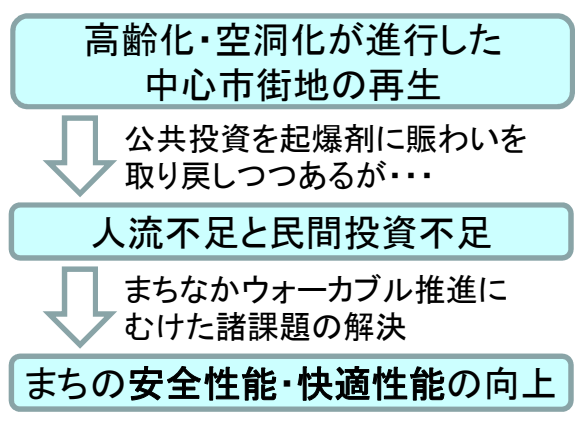 高齢化・空洞化が進行した
中心市街地の再生
公共投資を起爆剤に賑わいを
取り戻しつつあるが・・・
人流不足と民間投資不足
まちなかウォーカブル推進に
むけた諸課題の解決
まちの安全性能・快適性能の向上